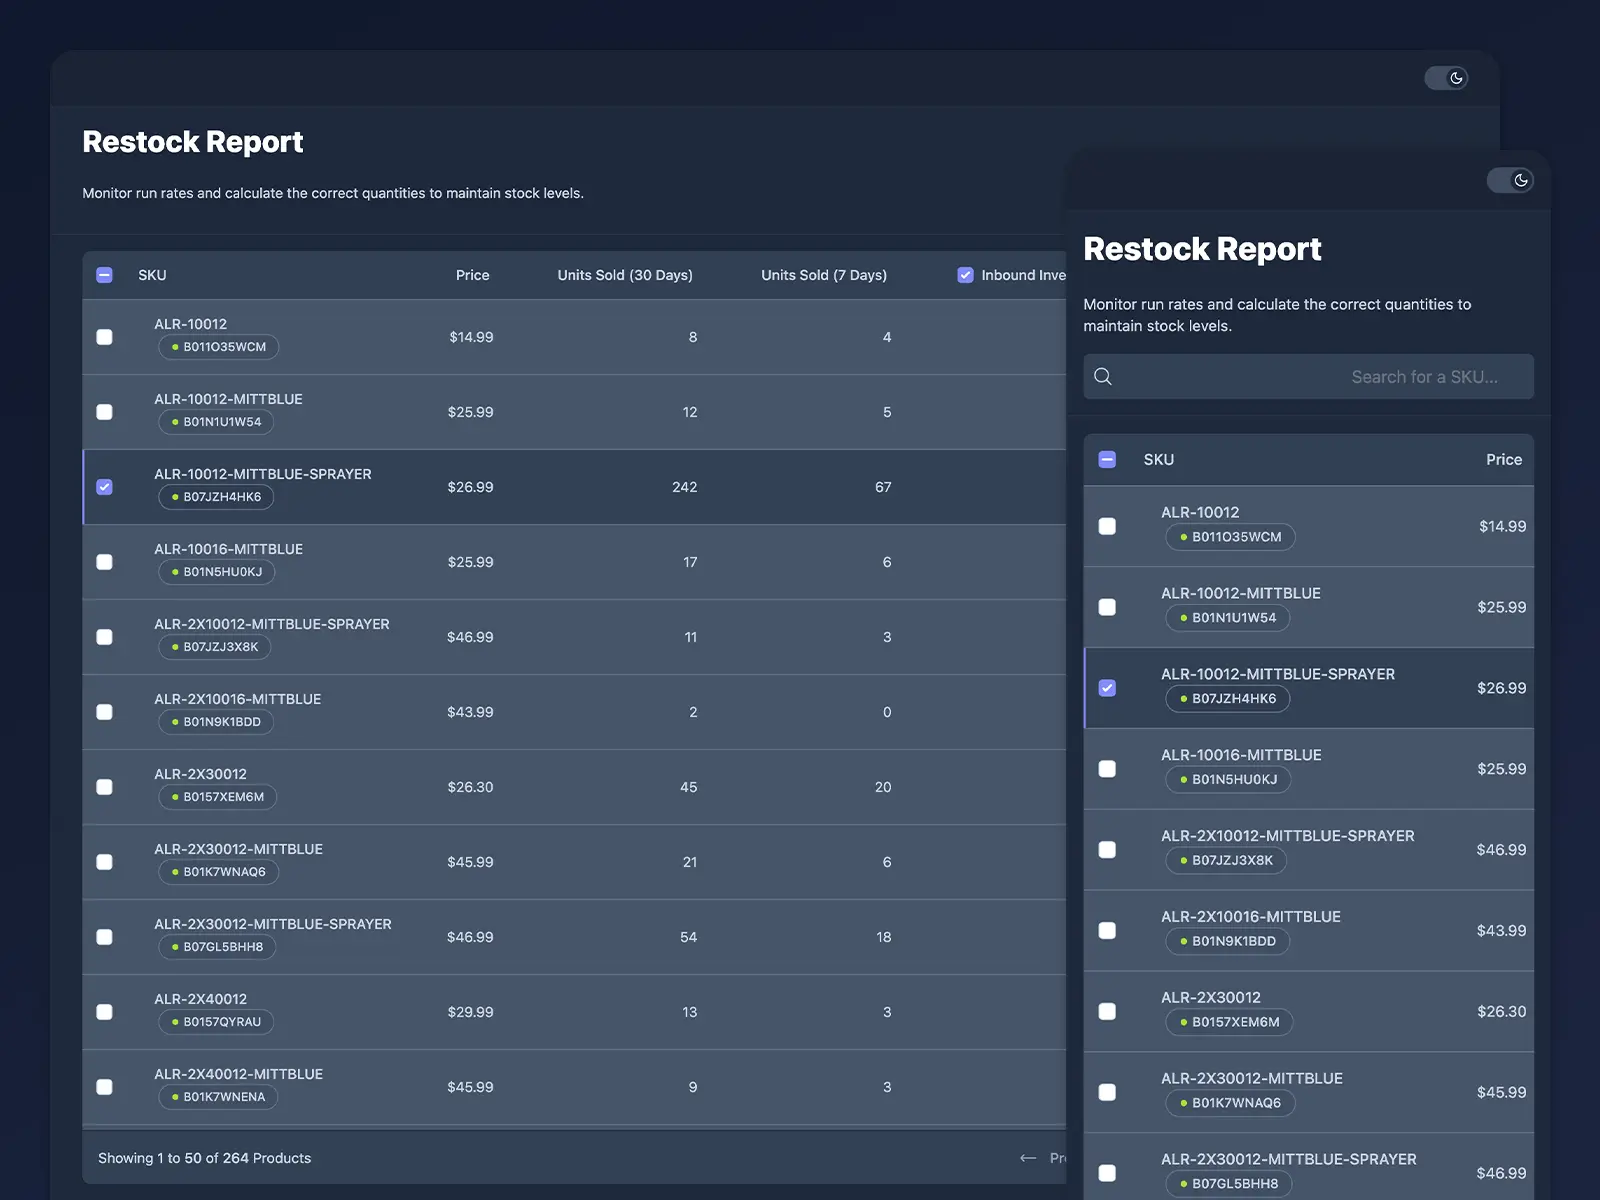 Restock Report
Monitor run rates and calculate the correct quantities to maintain stock levels.
SKU Price Units Sold (30 Days) Units Sold (7 Days) Inbound Inve
ALR-10012
B011O35WCM
$14.99 8 4
ALR-10012-MITTBLUE
B01N1U1W54
$25.99 12 5
ALR-10012-MITTBLUE-SPRAYER
B07JZH4HK6
$26.99 242 67
ALR-10016-MITTBLUE
B01N5HU0KJ
$25.99 17 6
ALR-2X10012-MITTBLUE-SPRAYER
B07JZJ3X8K
$46.99 11 3
ALR-2X10016-MITTBLUE
B01N9K1BDD
$43.99 2 0
ALR-2X30012
B0157XEM6M
$26.30 45 20
ALR-2X30012-MITTBLUE
B01K7WNAQ6
$45.99 21 6
ALR-2X30012-MITTBLUE-SPRAYER
B07GL5BHH8
$46.99 54 18
ALR-2X40012
B0157QYRAU
$29.99 13 3
ALR-2X40012-MITTBLUE
B01K7WNENA
$45.99 9 3
Showing 1 to 50 of 264 Products
← Pr
Restock Report
Monitor run rates and calculate the correct quantities to
maintain stock levels.
Search for a SKU...
SKU Price
ALR-10012
B011O35WCM
$14.99
ALR-10012-MITTBLUE
B01N1U1W54
$25.99
ALR-10012-MITTBLUE-SPRAYER
B07JZH4HK6
$26.99
ALR-10016-MITTBLUE
B01N5HU0KJ
$25.99
ALR-2X10012-MITTBLUE-SPRAYER
B07JZJ3X8K
$46.99
ALR-2X10016-MITTBLUE
B01N9K1BDD
$43.99
ALR-2X30012
B0157XEM6M
$26.30
ALR-2X30012-MITTBLUE
B01K7WNAQ6
$45.99
ALR-2X30012-MITTBLUE-SPRAYER
B07GL5BHH8
$46.99